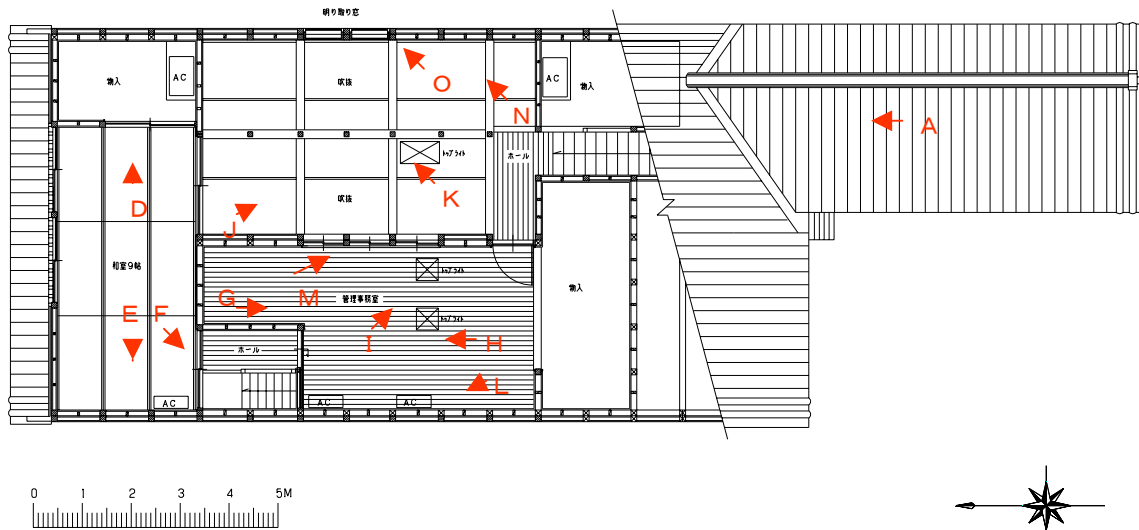 明り取り窓
物入
AC
吹抜
O
N
AC
物入
A
D
ホール
トップライト
K
J
吹抜
和室9帖
物入
トップライト
G
M
管理事務室
E
F
トップライト
I
H
ホール
L
AC
AC
AC
0 1 2 3 4 5M